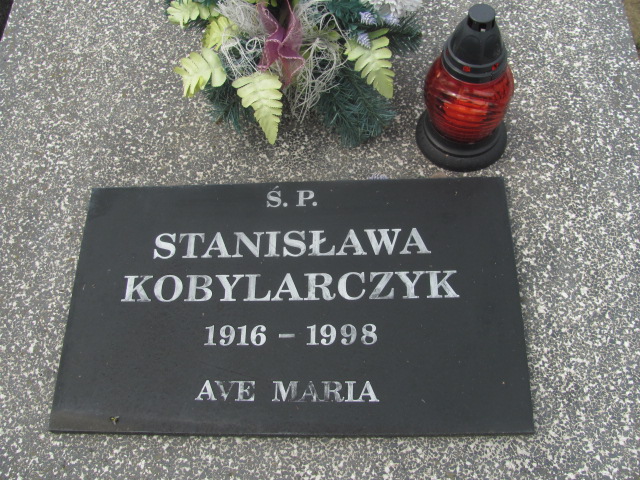 Ś. P.
STANISŁAWA
KOBYLARCZYK
1916 – 1998
AVE MARIA